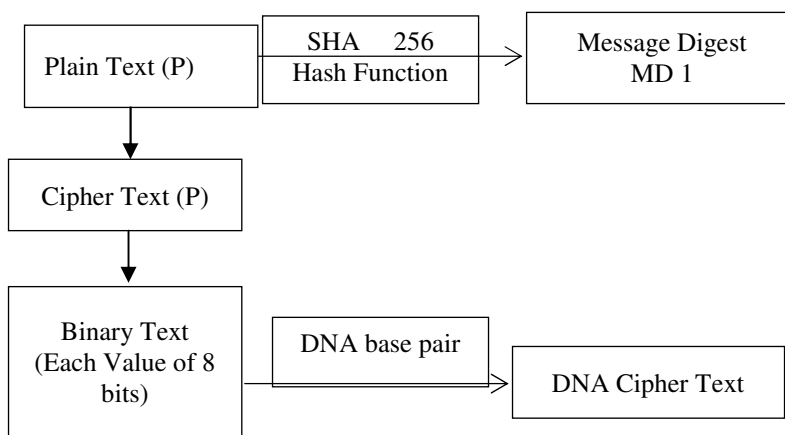 Plain Text (P)
SHA 256
Hash Function
Message Digest
MD 1
Cipher Text (P)
Binary Text
(Each Value of 8
bits)
DNA base pair
DNA Cipher Text